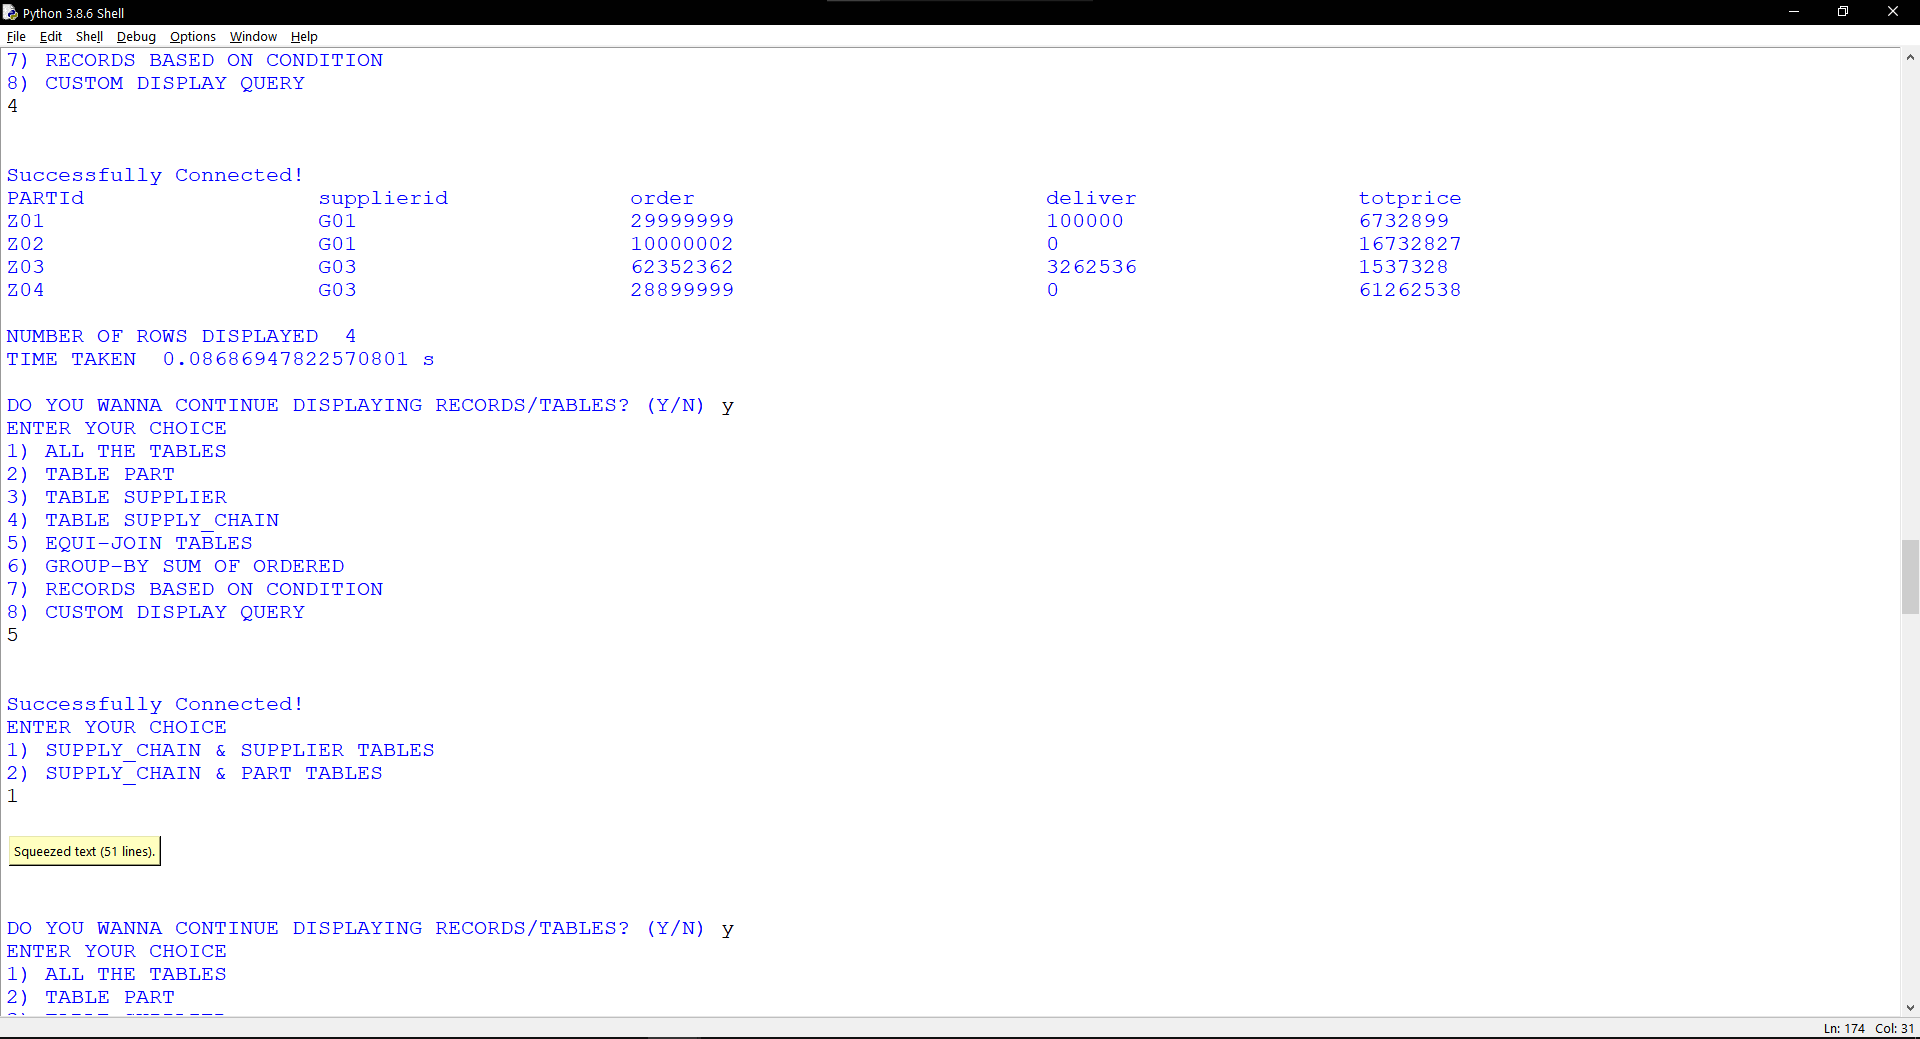 Python 3.8.6 Shell
File Edit Shell Debug Options Window Help
7) RECORDS BASED ON CONDITION
8) CUSTOM DISPLAY QUERY
4
Successfully Connected!
PARTId supplierid order deliver totprice
Z01 G01 29999999 100000 6732899
Z02 G01 10000002 0 16732827
Z03 G03 62352362 3262536 1537328
Z04 G03 28899999 0 61262538
NUMBER OF ROWS DISPLAYED 4
TIME TAKEN 0.08686947822570801 s
DO YOU WANNA CONTINUE DISPLAYING RECORDS/TABLES? (Y/N) y
ENTER YOUR CHOICE
1) ALL THE TABLES
2) TABLE PART
3) TABLE SUPPLIER
4) TABLE SUPPLY_CHAIN
5) EQUI-JOIN TABLES
6) GROUP-BY SUM OF ORDERED
7) RECORDS BASED ON CONDITION
8) CUSTOM DISPLAY QUERY
5
Successfully Connected!
ENTER YOUR CHOICE
1) SUPPLY_CHAIN & SUPPLIER TABLES
2) SUPPLY_CHAIN & PART TABLES
1
Squeezed text (51 lines).
DO YOU WANNA CONTINUE DISPLAYING RECORDS/TABLES? (Y/N) y
ENTER YOUR CHOICE
1) ALL THE TABLES
2) TABLE PART
Ln: 174 Col: 31